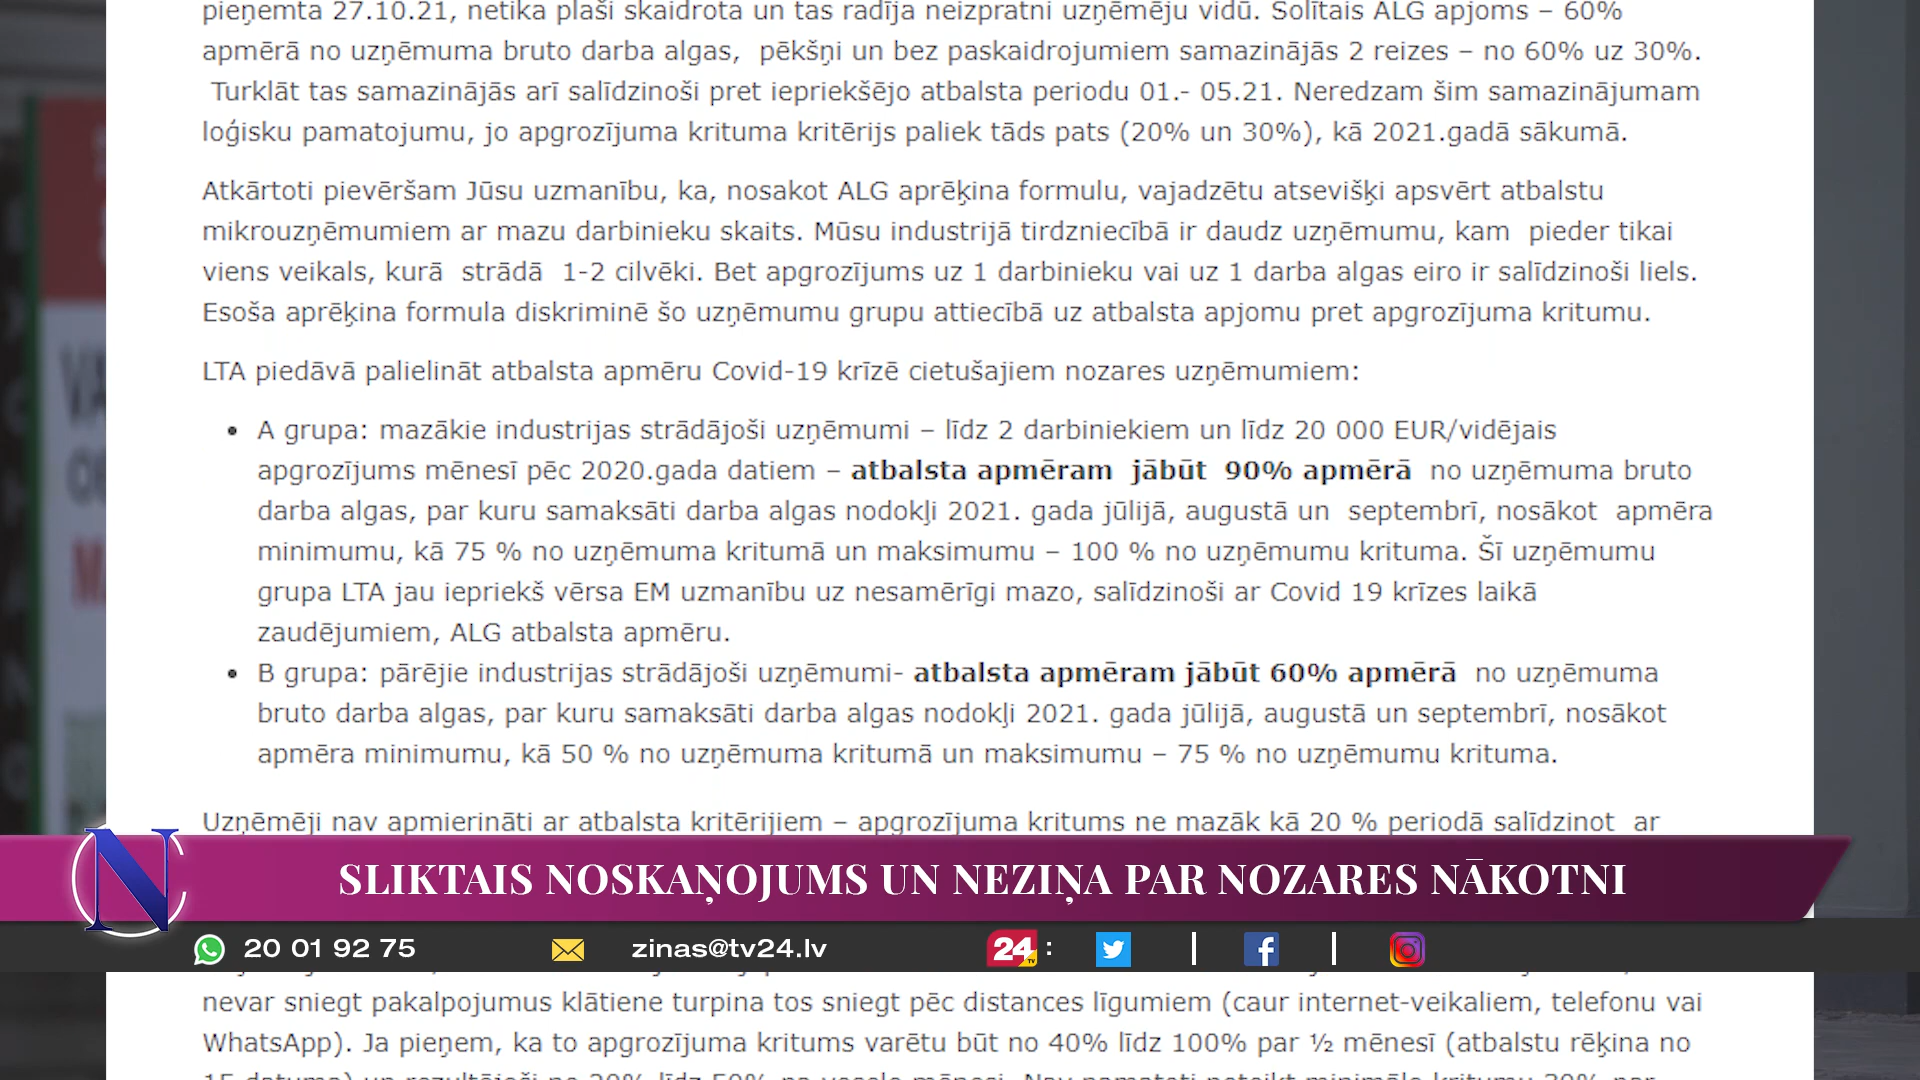 pieņemta 27.10.21, netika plaši skaidrota un tas radīja neizpratni uzņēmēju vidū. Solītais ALG apjoms – 60%
apmērā no uzņēmuma bruto darba algas,  pēkšņi un bez paskaidrojumiem samazinājās 2 reizes – no 60% uz 30%.
Turklāt tas samazinājās arī salīdzinoši pret iepriekšējo atbalsta periodu 01.- 05.21. Neredzam šim samazinājumam
loģisku pamatojumu, jo apgrozījuma krituma kritērijs paliek tāds pats (20% un 30%), kā 2021.gadā sākumā.
Atkārtoti pievēršam Jūsu uzmanību, ka, nosakot ALG aprēķina formulu, vajadzētu atsevišķi apsvērt atbalstu
mikrouzņēmumiem ar mazu darbinieku skaits. Mūsu industrijā tirdzniecībā ir daudz uzņēmumu, kam  pieder tikai
viens veikals, kurā  strādā  1-2 cilvēki. Bet apgrozījums uz 1 darbinieku vai uz 1 darba algas eiro ir salīdzinoši liels.
Esoša aprēķina formula diskriminē šo uzņēmumu grupu attiecībā uz atbalsta apjomu pret apgrozījuma kritumu.
LTA piedāvā palielināt atbalsta apmēru Covid-19 krīzē cietušajiem nozares uzņēmumiem:
• A grupa: mazākie industrijas strādājoši uzņēmumi – līdz 2 darbiniekiem un līdz 20 000 EUR/vidējais
apgrozījums mēnesī pēc 2020.gada datiem – atbalsta apmēram  jābūt  90% apmērā  no uzņēmuma bruto
darba algas, par kuru samaksāti darba algas nodokļi 2021. gada jūlijā, augustā un  septembrī, nosākot  apmēra
minimumu, kā 75 % no uzņēmuma kritumā un maksimumu – 100 % no uzņēmumu krituma. Šī uzņēmumu
grupa LTA jau iepriekš vērsa EM uzmanību uz nesamērīgi mazo, salīdzinoši ar Covid 19 krīzes laikā
zaudējumiem, ALG atbalsta apmēru.
• B grupa: pārējie industrijas strādājoši uzņēmumi- atbalsta apmēram jābūt 60% apmērā  no uzņēmuma
bruto darba algas, par kuru samaksāti darba algas nodokļi 2021. gada jūlijā, augustā un septembrī, nosākot
apmēra minimumu, kā 50 % no uzņēmuma kritumā un maksimumu – 75 % no uzņēmumu krituma.
Uzņēmēji nav apmierināti ar atbalsta kritērijiem – apgrozījuma kritums ne mazāk kā 20 % periodā salīdzinot  ar
N SLIKTAIS NOSKAŅOJUMS UN NEZIŅA PAR NOZARES NĀKOTNI
20 01 92 75 zinas@tv24.lv 24 TV : | f |
nevar sniegt pakalpojumus klātiene turpina tos sniegt pēc distances līgumiem (caur internet-veikaliem, telefonu vai
WhatsApp). Ja pieņem, ka to apgrozījuma kritums varētu būt no 40% līdz 100% par ½ mēnesī (atbalstu rēķina no